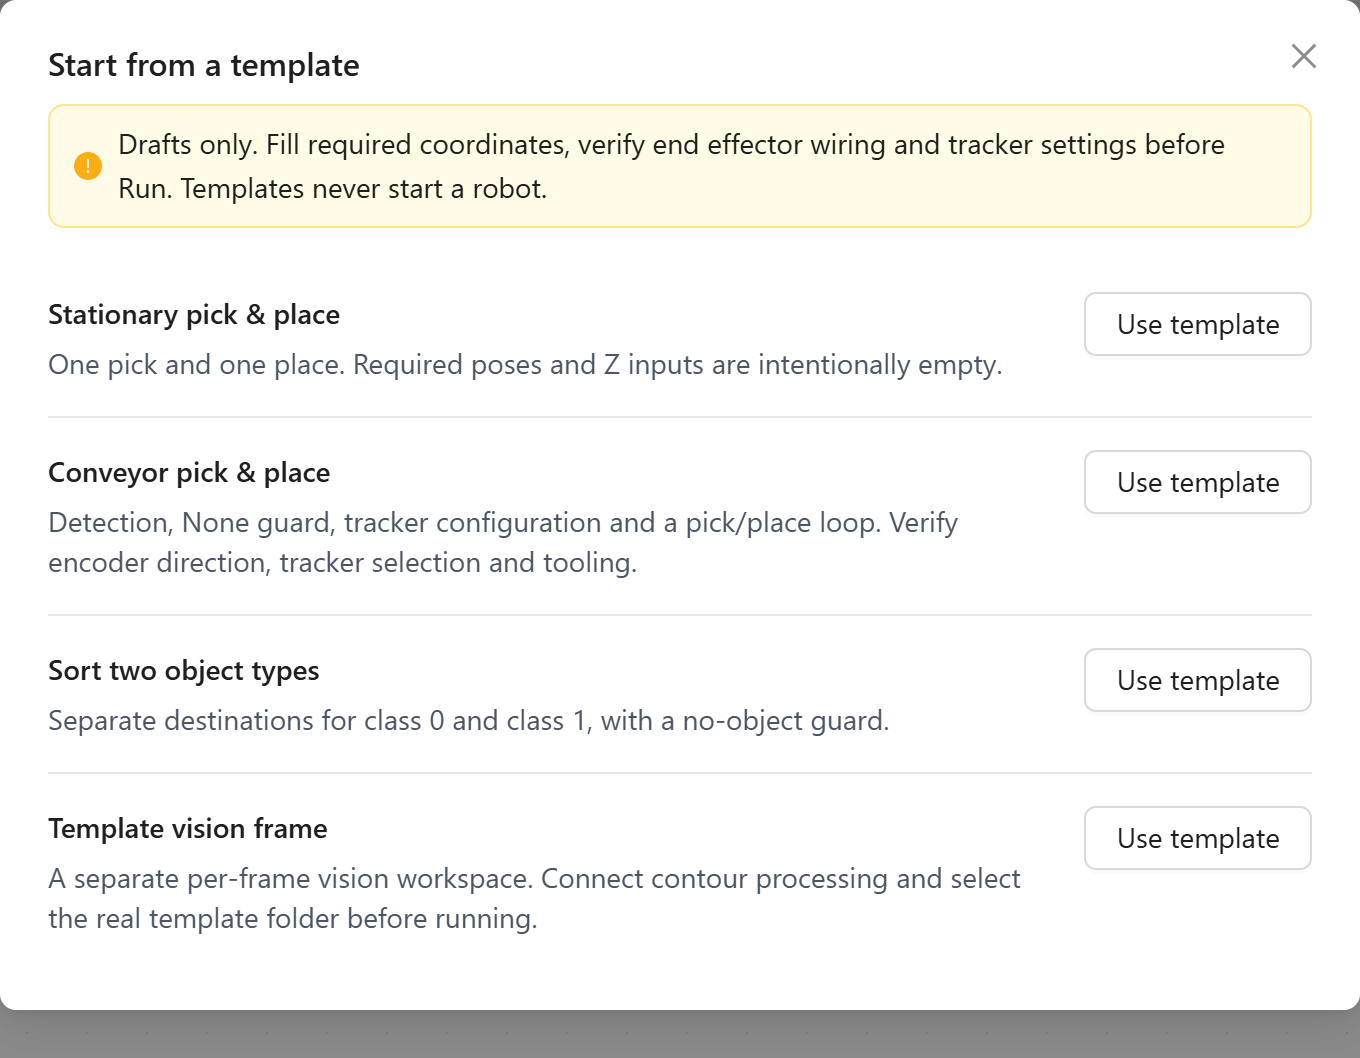 Start from a template
Drafts only. Fill required coordinates, verify end effector wiring and tracker settings before
Run. Templates never start a robot.
Stationary pick & place
Use template
One pick and one place. Required poses and Z inputs are intentionally empty.
Conveyor pick & place
Use template
Detection, None guard, tracker configuration and a pick/place loop. Verify
encoder direction, tracker selection and tooling.
Sort two object types
Use template
Separate destinations for class 0 and class 1, with a no-object guard.
Template vision frame
Use template
A separate per-frame vision workspace. Connect contour processing and select
the real template folder before running.